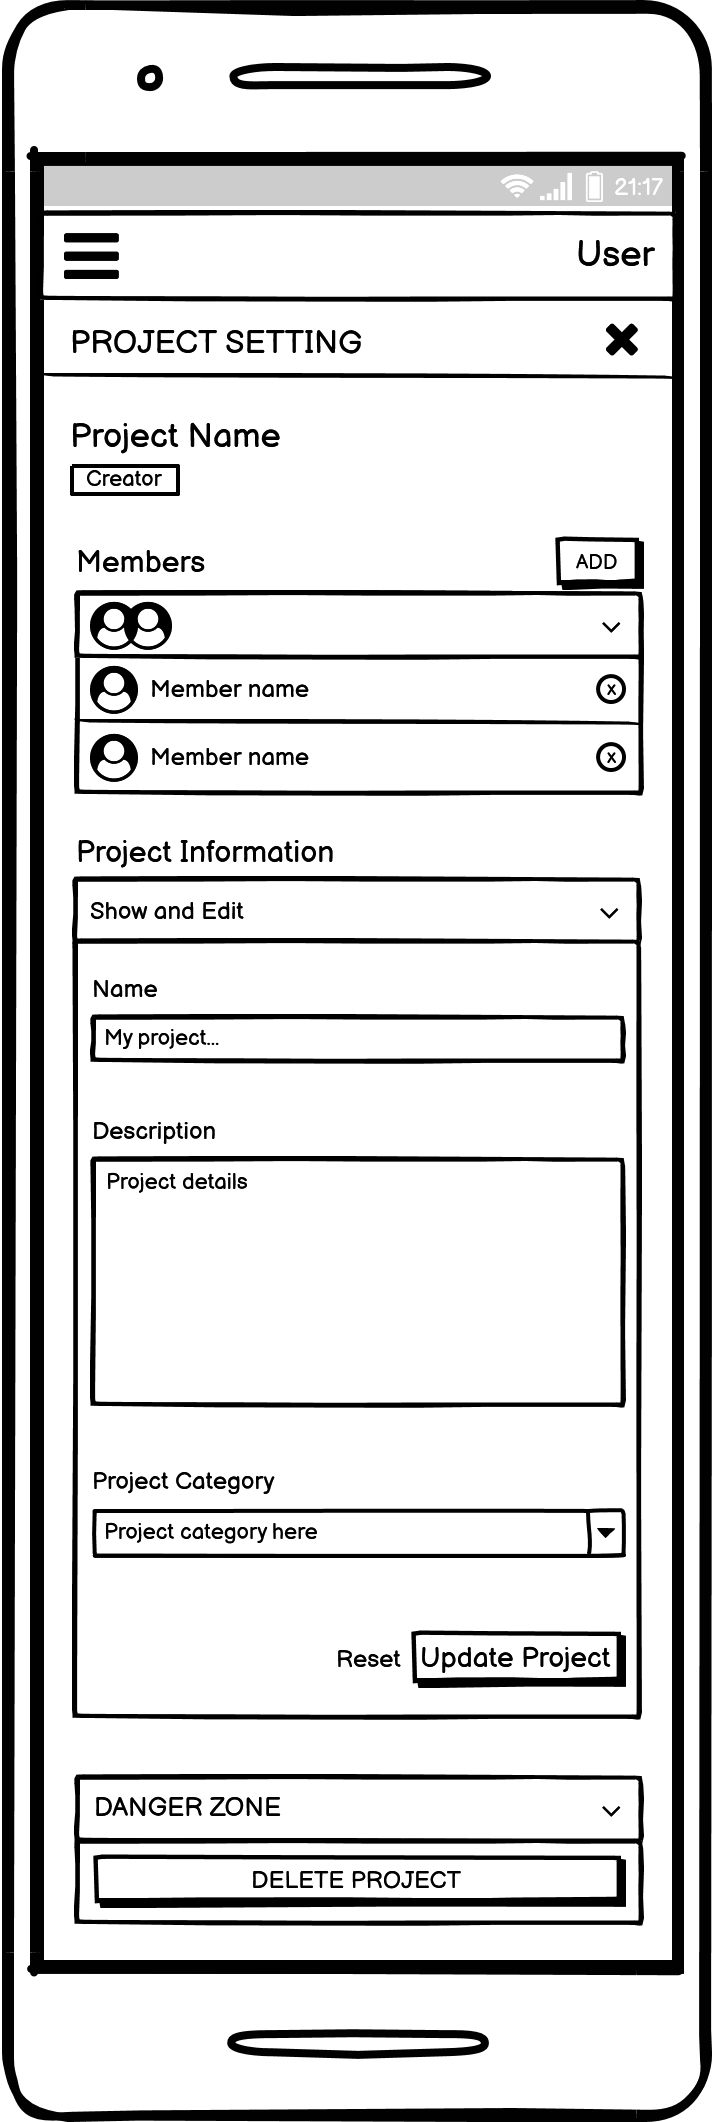 21:17
User
PROJECT SETTING
Project Name
Creator
Members
ADD
Member name x
Member name x
Project Information
Show and Edit
Name
My project...
Description
Project details
Project Category
Project category here
Reset Update Project
DANGER ZONE
DELETE PROJECT